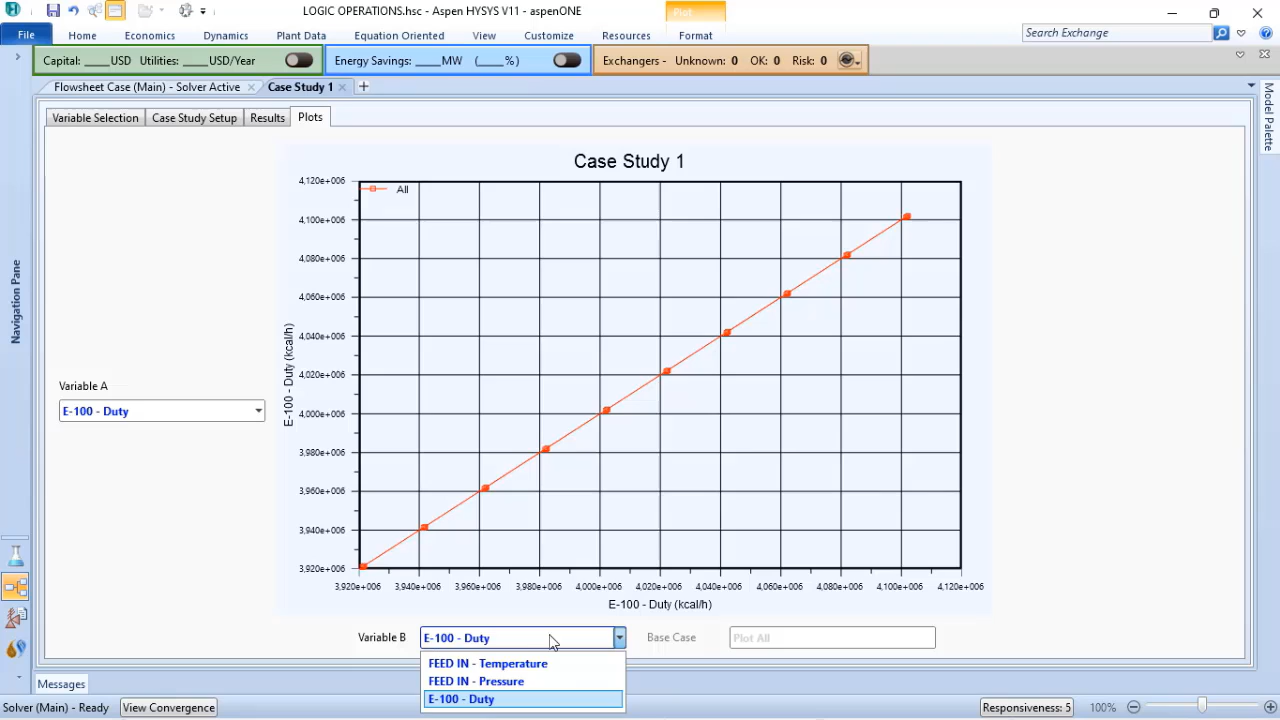 LOGIC OPERATIONS.hsc - Aspen HYSYS V11 - aspenONE
Plot
File Home Economics Dynamics Plant Data Equation Oriented View Customize Resources Format
Search Exchange
Capital: ____USD Utilities: ____USD/Year
Energy Savings: ____MW (____%)
Exchangers - Unknown: 0 OK: 0 Risk: 0
Flowsheet Case (Main) - Solver Active
Case Study 1
Variable Selection Case Study Setup Results Plots
Model Palette
Navigation Pane
Case Study 1
All
4,120e+006
4,100e+006
4,080e+006
4,060e+006
4,040e+006
4,020e+006
4,000e+006
3,980e+006
3,960e+006
3,940e+006
3,920e+006
E-100 - Duty (kcal/h)
3,920e+006 3,940e+006 3,960e+006 3,980e+006 4,000e+006 4,020e+006 4,040e+006 4,060e+006 4,080e+006 4,100e+006 4,120e+006
E-100 - Duty (kcal/h)
Variable A
E-100 - Duty
Variable B
E-100 - Duty
Base Case
Plot All
FEED IN - Temperature
FEED IN - Pressure
E-100 - Duty
Messages
Solver (Main) - Ready
View Convergence
Responsiveness: 5
100%